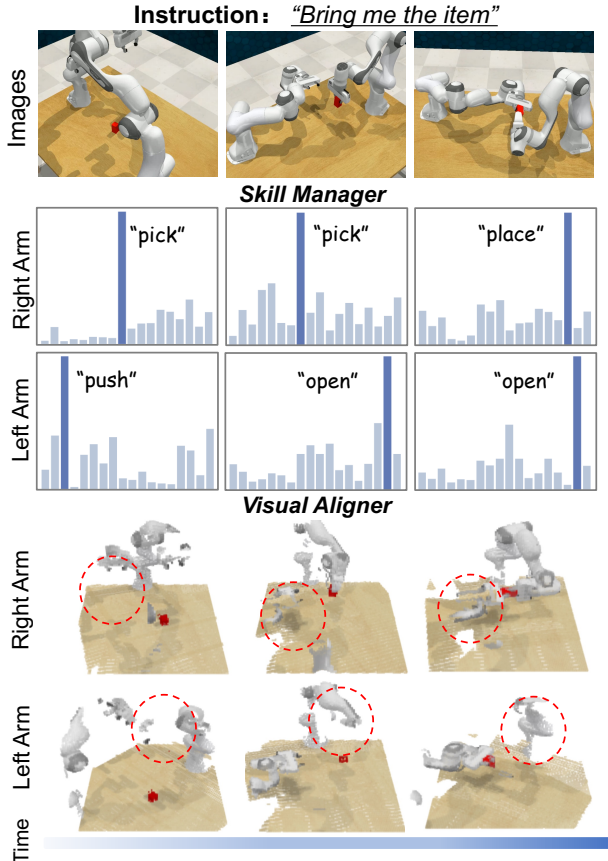 Instruction: “Bring me the item”
Images
Skill Manager
Right Arm
“pick”
“pick”
“place”
Left Arm
“push”
“open”
“open”
Visual Aligner
Right Arm
Left Arm
Time